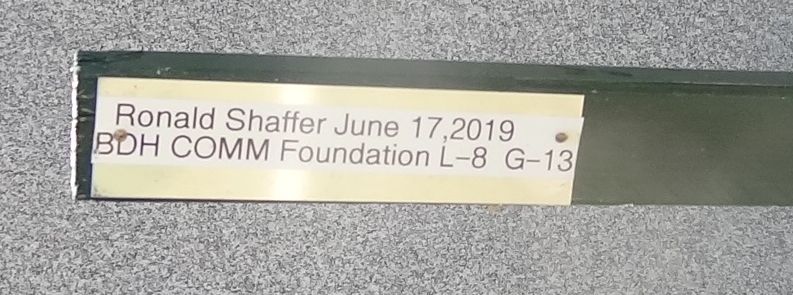 Ronald Shaffer June 17,2019
BDH COMM Foundation L-8 G-13